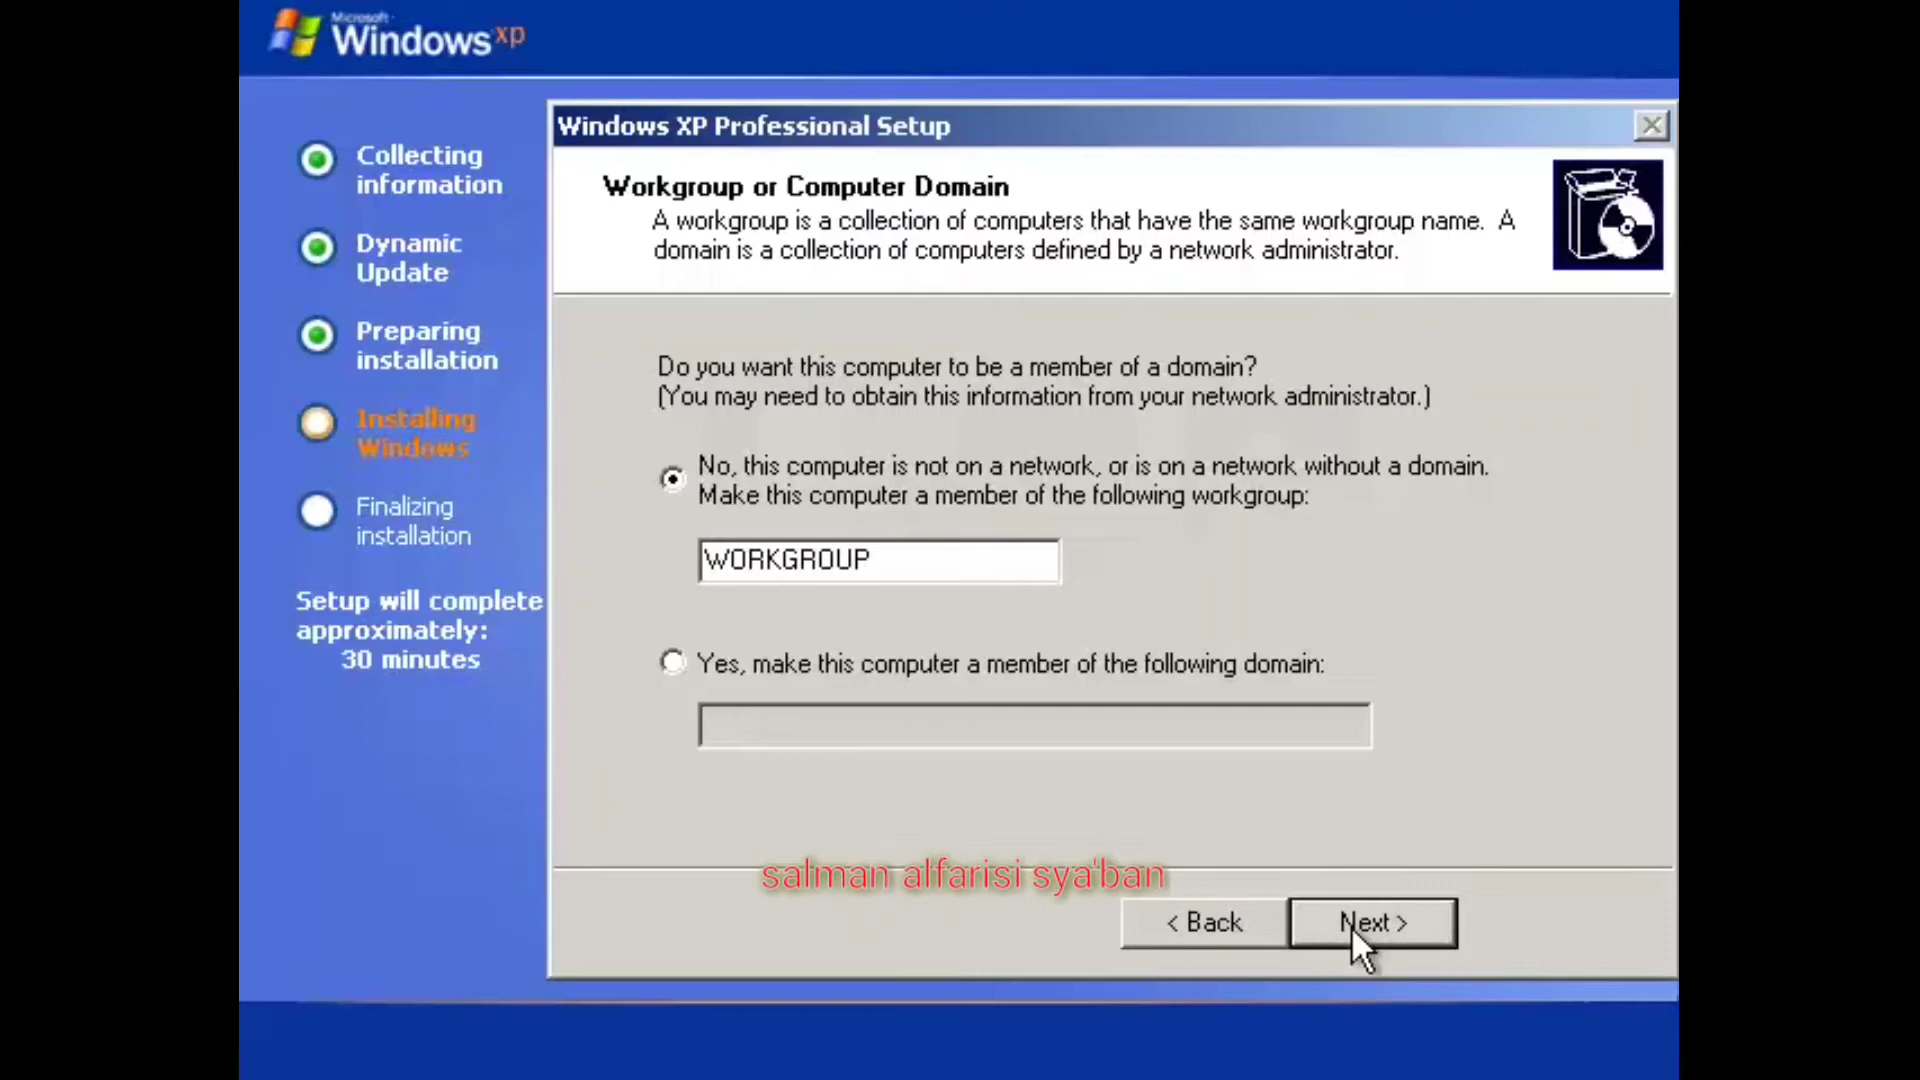 Microsoft
Windows xp
Collecting
information
Dynamic
Update
Preparing
installation
Installing
Windows
Finalizing
installation
Setup will complete
approximately:
30 minutes
Windows XP Professional Setup
Workgroup or Computer Domain
A workgroup is a collection of computers that have the same workgroup name. A
domain is a collection of computers defined by a network administrator.
Do you want this computer to be a member of a domain?
(You may need to obtain this information from your network administrator.)
No, this computer is not on a network, or is on a network without a domain.
Make this computer a member of the following workgroup:
WORKGROUP
Yes, make this computer a member of the following domain:
salman alfarisi sya'ban
< Back
Next >